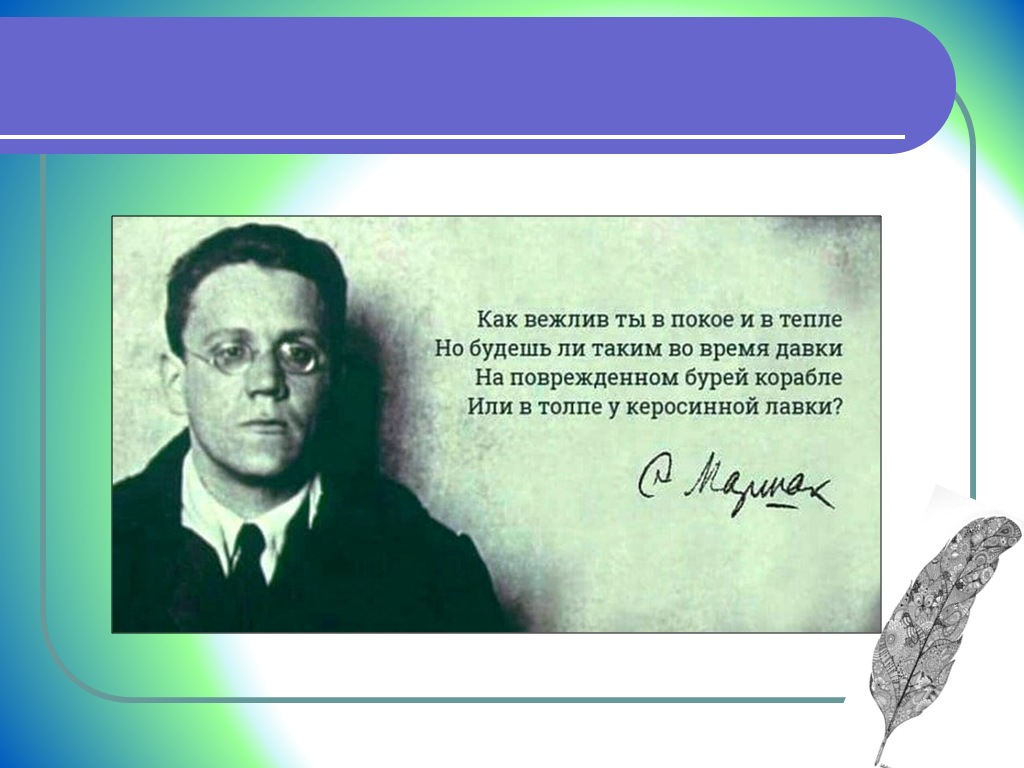 Как вежлив ты в покое и в тепле
Но будешь ли таким во время давки
На поврежденном бурей корабле
Или в толпе у керосинной лавки?
С Маршак